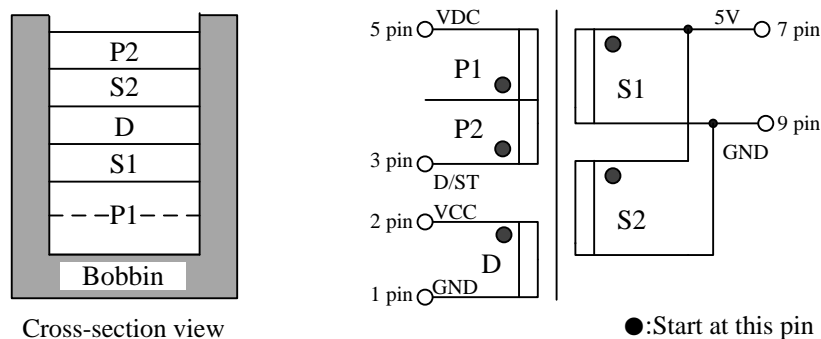 P2
S2
D
S1
P1
Bobbin
Cross-section view
5 pin VDC
P1
P2
3 pin
D/ST
2 pin VCC
D
1 pin GND
5V 7 pin
S1
9 pin
GND
S2
●:Start at this pin